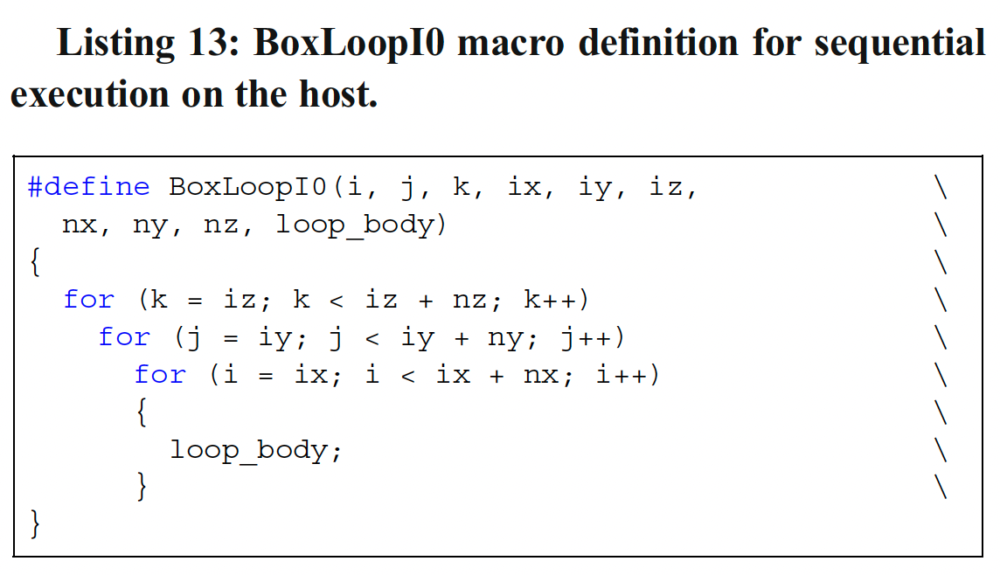 Listing 13: BoxLoopI0 macro definition for sequential
execution on the host.
#define BoxLoopI0(i, j, k, ix, iy, iz, \
  nx, ny, nz, loop_body) \
{ \
  for (k = iz; k < iz + nz; k++) \
    for (j = iy; j < iy + ny; j++) \
      for (i = ix; i < ix + nx; i++) \
      { \
        loop_body; \
      } \
}